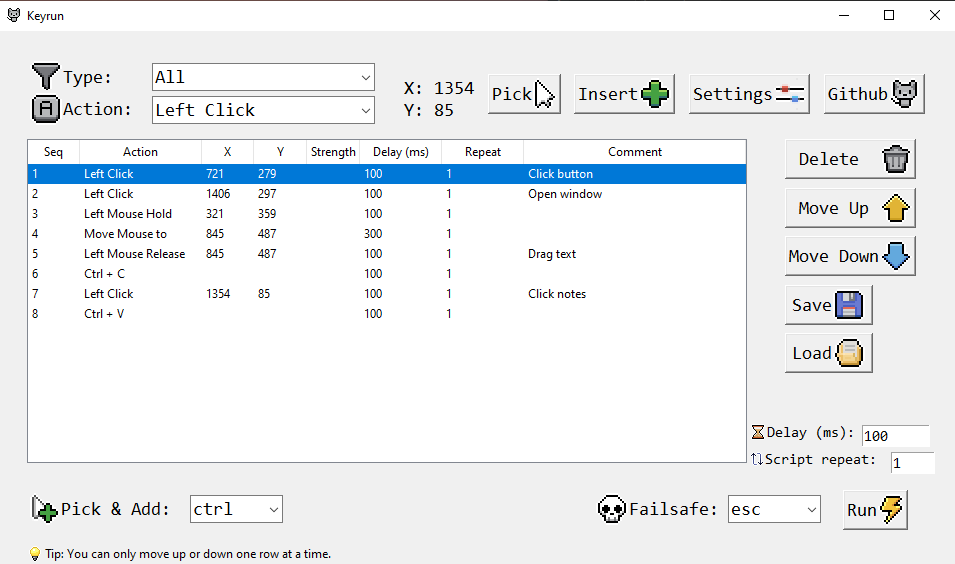 Keyrun
Type: All
Action: Left Click
X: 1354
Y: 85
Pick Insert Settings Github
Seq Action X Y Strength Delay (ms) Repeat Comment
1 Left Click 721 279 100 1 Click button
2 Left Click 1406 297 100 1 Open window
3 Left Mouse Hold 321 359 100 1
4 Move Mouse to 845 487 300 1
5 Left Mouse Release 845 487 100 1 Drag text
6 Ctrl + C 100 1
7 Left Click 1354 85 100 1 Click notes
8 Ctrl + V 100 1
Delete
Move Up
Move Down
Save
Load
Delay (ms): 100
Script repeat: 1
Pick & Add: ctrl
Failsafe: esc
Run
Tip: You can only move up or down one row at a time.